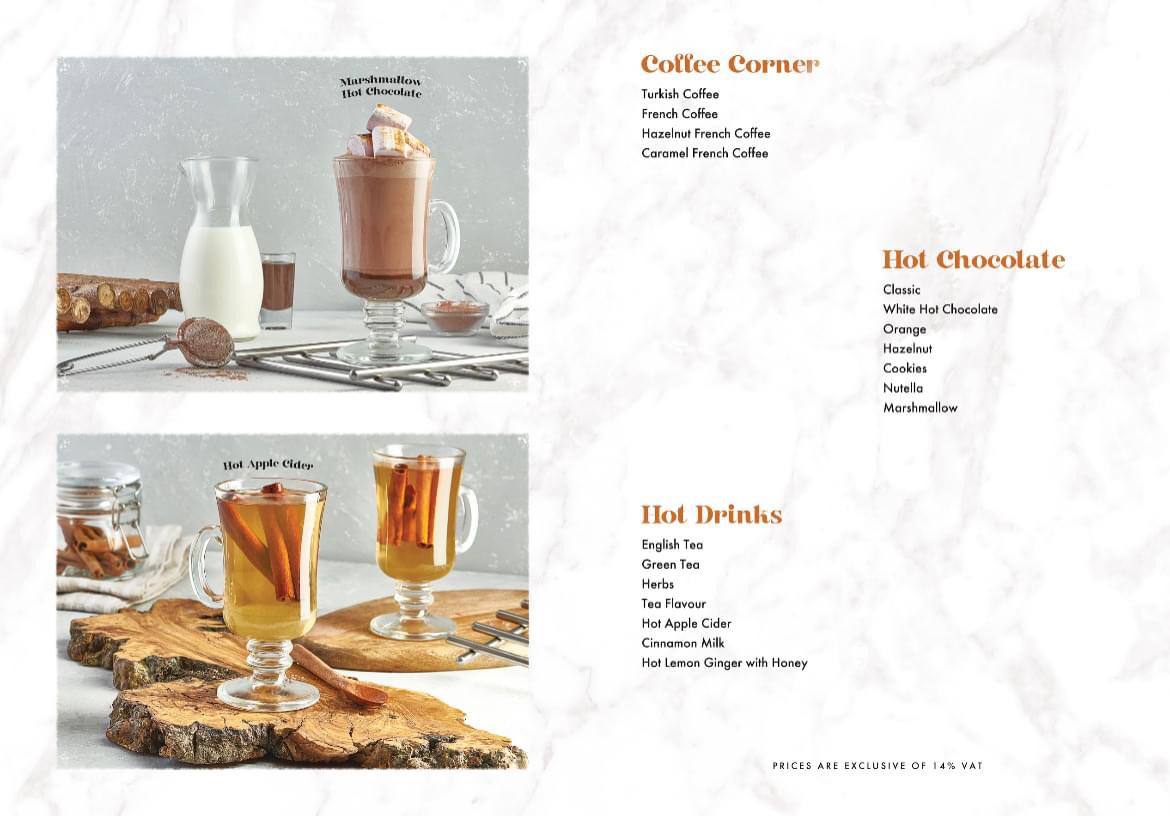 Marshmallow
Hot Chocolate
Hot Apple Cider
Coffee Corner
Turkish Coffee
French Coffee
Hazelnut French Coffee
Caramel French Coffee
Hot Chocolate
Classic
White Hot Chocolate
Orange
Hazelnut
Cookies
Nutella
Marshmallow
Hot Drinks
English Tea
Green Tea
Herbs
Tea Flavour
Hot Apple Cider
Cinnamon Milk
Hot Lemon Ginger with Honey
PRICES ARE EXCLUSIVE OF 14% VAT